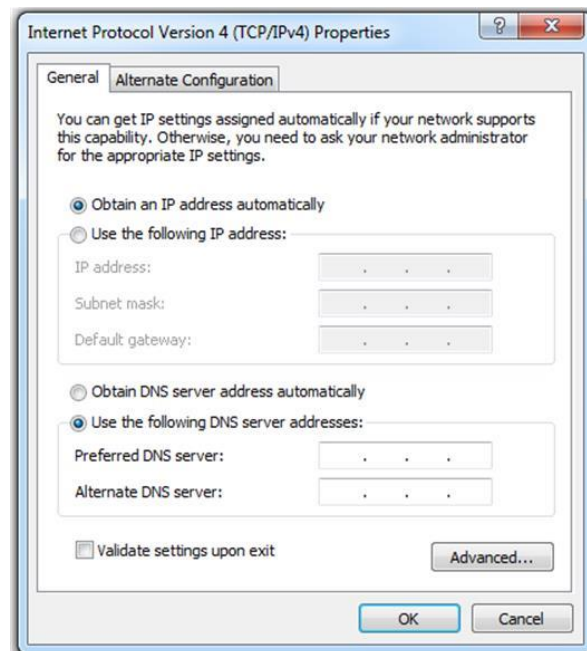 Internet Protocol Version 4 (TCP/IPv4) Properties
General
Alternate Configuration
You can get IP settings assigned automatically if your network supports
this capability. Otherwise, you need to ask your network administrator
for the appropriate IP settings.
Obtain an IP address automatically
Use the following IP address:
IP address:
Subnet mask:
Default gateway:
Obtain DNS server address automatically
Use the following DNS server addresses:
Preferred DNS server:
Alternate DNS server:
Validate settings upon exit
Advanced...
OK
Cancel